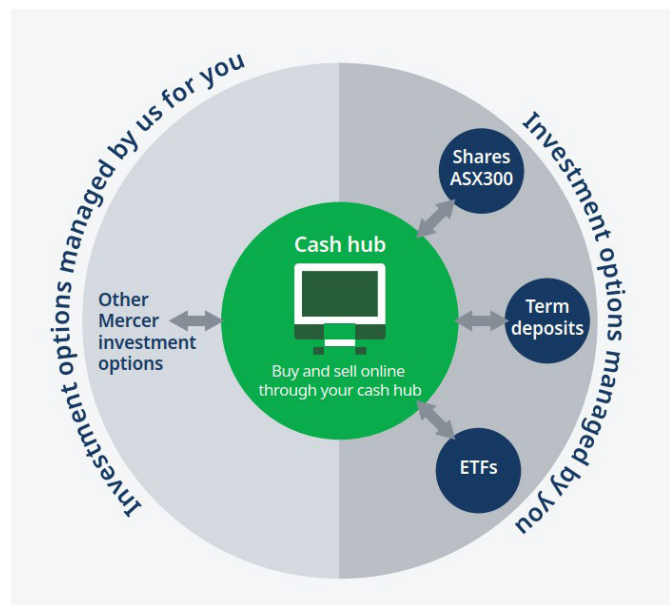 Investment options managed by us for you
Investment options managed by you
Shares
ASX300
Cash hub
Other
Mercer
investment
options
Term
deposits
Buy and sell online
through your cash hub
ETFs